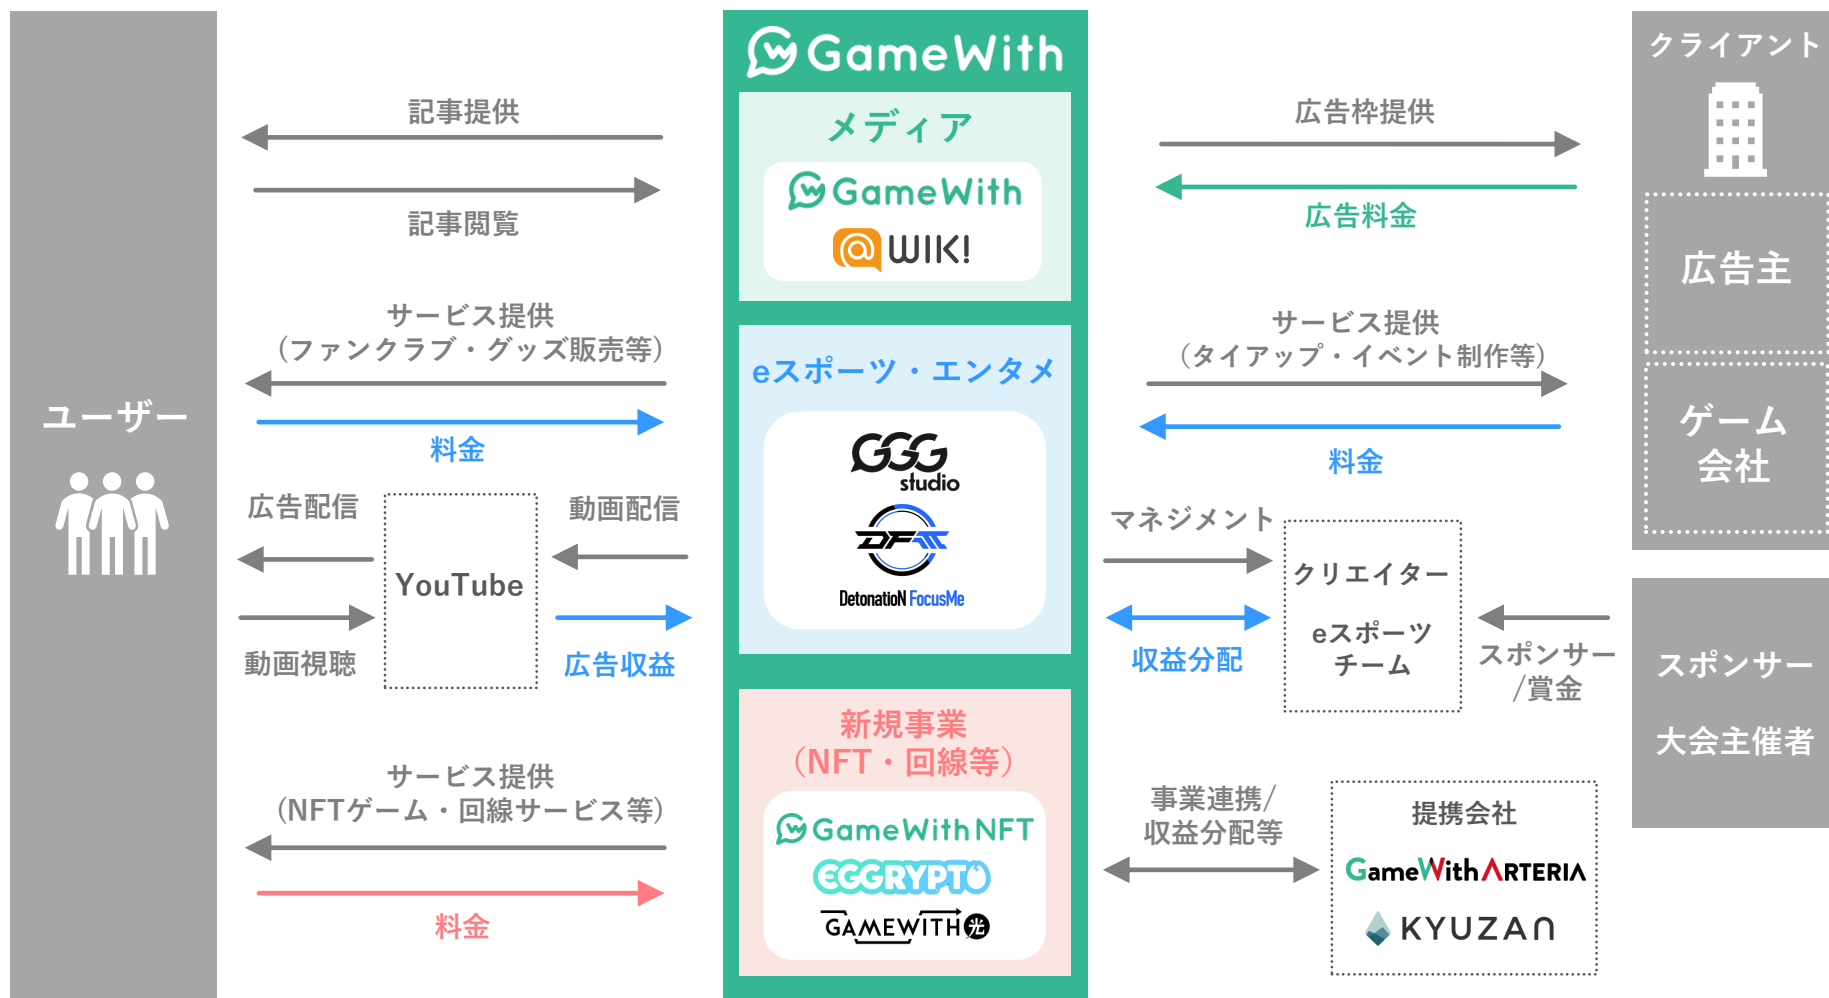 ユーザー
記事提供
記事閲覧
サービス提供
（ファンクラブ・グッズ販売等）
料金
広告配信
動画視聴
YouTube
動画配信
広告収益
サービス提供
（NFTゲーム・回線サービス等）
料金
GameWith
メディア
GameWith
@WIKI
eスポーツ・エンタメ
GGG
studio
DFM
DetonatioN FocusMe
新規事業
（NFT・回線等）
GameWith NFT
EGGRYPTO
GAMEWITH光
広告枠提供
広告料金
サービス提供
（タイアップ・イベント制作等）
料金
マネジメント
収益分配
クリエイター
eスポーツ
チーム
スポンサー
/賞金
事業連携/
収益分配等
提携会社
GameWith ARTERIA
KYUZAN
クライアント
広告主
ゲーム
会社
スポンサー
大会主催者